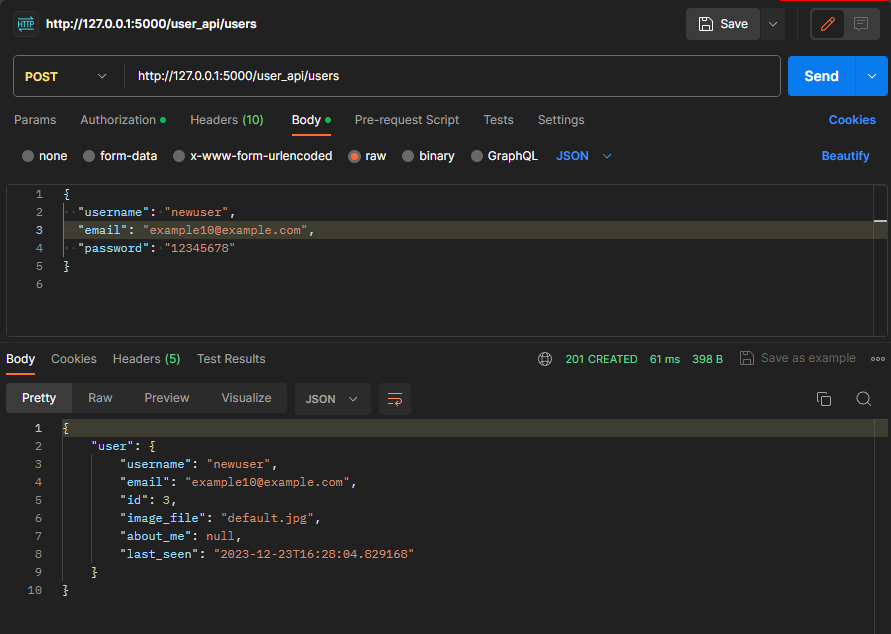 HTTP http://127.0.0.1:5000/user_api/users Save
POST http://127.0.0.1:5000/user_api/users Send
Params Authorization Headers (10) Body Pre-request Script Tests Settings Cookies
none form-data x-www-form-urlencoded raw binary GraphQL JSON Beautify
1 {
2 "username": "newuser",
3 "email": "example10@example.com",
4 "password": "12345678"
5 }
6
Body Cookies Headers (5) Test Results 201 CREATED 61 ms 398 B Save as example
Pretty Raw Preview Visualize JSON
1 {
2 "user": {
3 "username": "newuser",
4 "email": "example10@example.com",
5 "id": 3,
6 "image_file": "default.jpg",
7 "about_me": null,
8 "last_seen": "2023-12-23T16:28:04.829168"
9 }
10 }